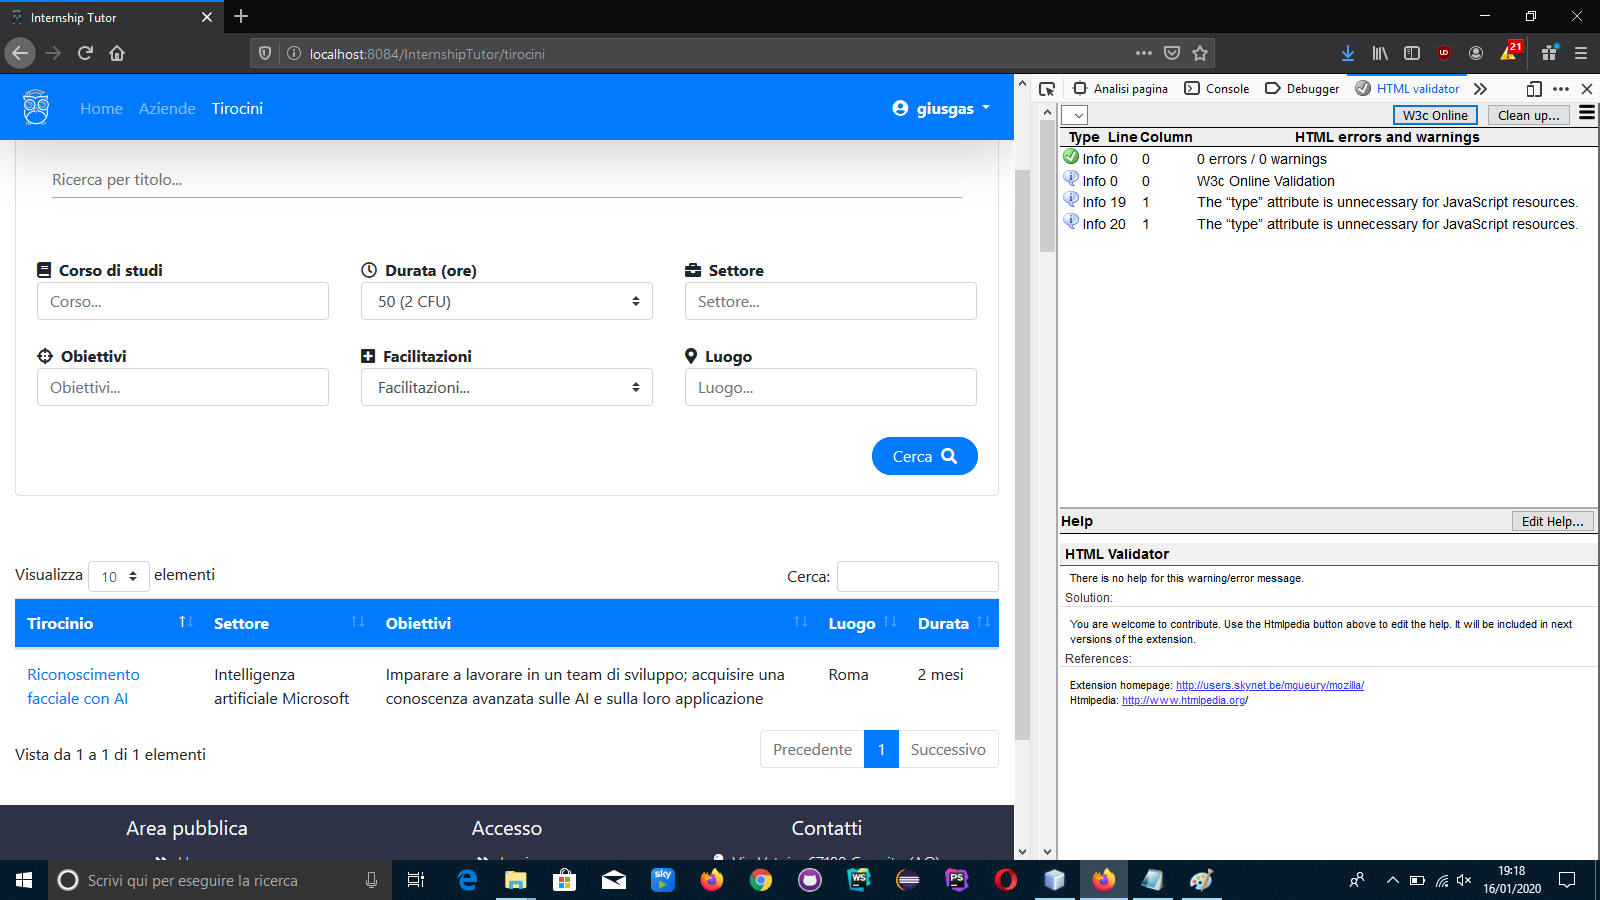 Internship Tutor
localhost:8084/InternshipTutor/tirocini
21
Home Aziende Tirocini giusgas
Analisi pagina Console Debugger HTML validator
W3c Online Clean up...
Type Line Column HTML errors and warnings
Info 0 0 0 errors / 0 warnings
Info 0 0 W3c Online Validation
Info 19 1 The “type” attribute is unnecessary for JavaScript resources.
Info 20 1 The “type” attribute is unnecessary for JavaScript resources.
Ricerca per titolo...
Corso di studi Durata (ore) Settore
Corso... 50 (2 CFU) Settore...
Obiettivi Facilitazioni Luogo
Obiettivi... Facilitazioni... Luogo...
Cerca
Visualizza 10 elementi Cerca:
Tirocinio Settore Obiettivi Luogo Durata
Riconoscimento Intelligenza Imparare a lavorare in un team di sviluppo; acquisire una Roma 2 mesi
facciale con AI artificiale Microsoft conoscenza avanzata sulle AI e sulla loro applicazione
Vista da 1 a 1 di 1 elementi Precedente 1 Successivo
Area pubblica Accesso Contatti
Help Edit Help...
HTML Validator
There is no help for this warning/error message.
Solution:
You are welcome to contribute. Use the Htmlpedia button above to edit the help. It will be included in next
versions of the extension.
References:
Extension homepage: http://users.skynet.be/mgueury/mozilla/
Htmlpedia: http://www.htmlpedia.org/
Scrivi qui per eseguire la ricerca
sky
WS
PS
19:18
16/01/2020